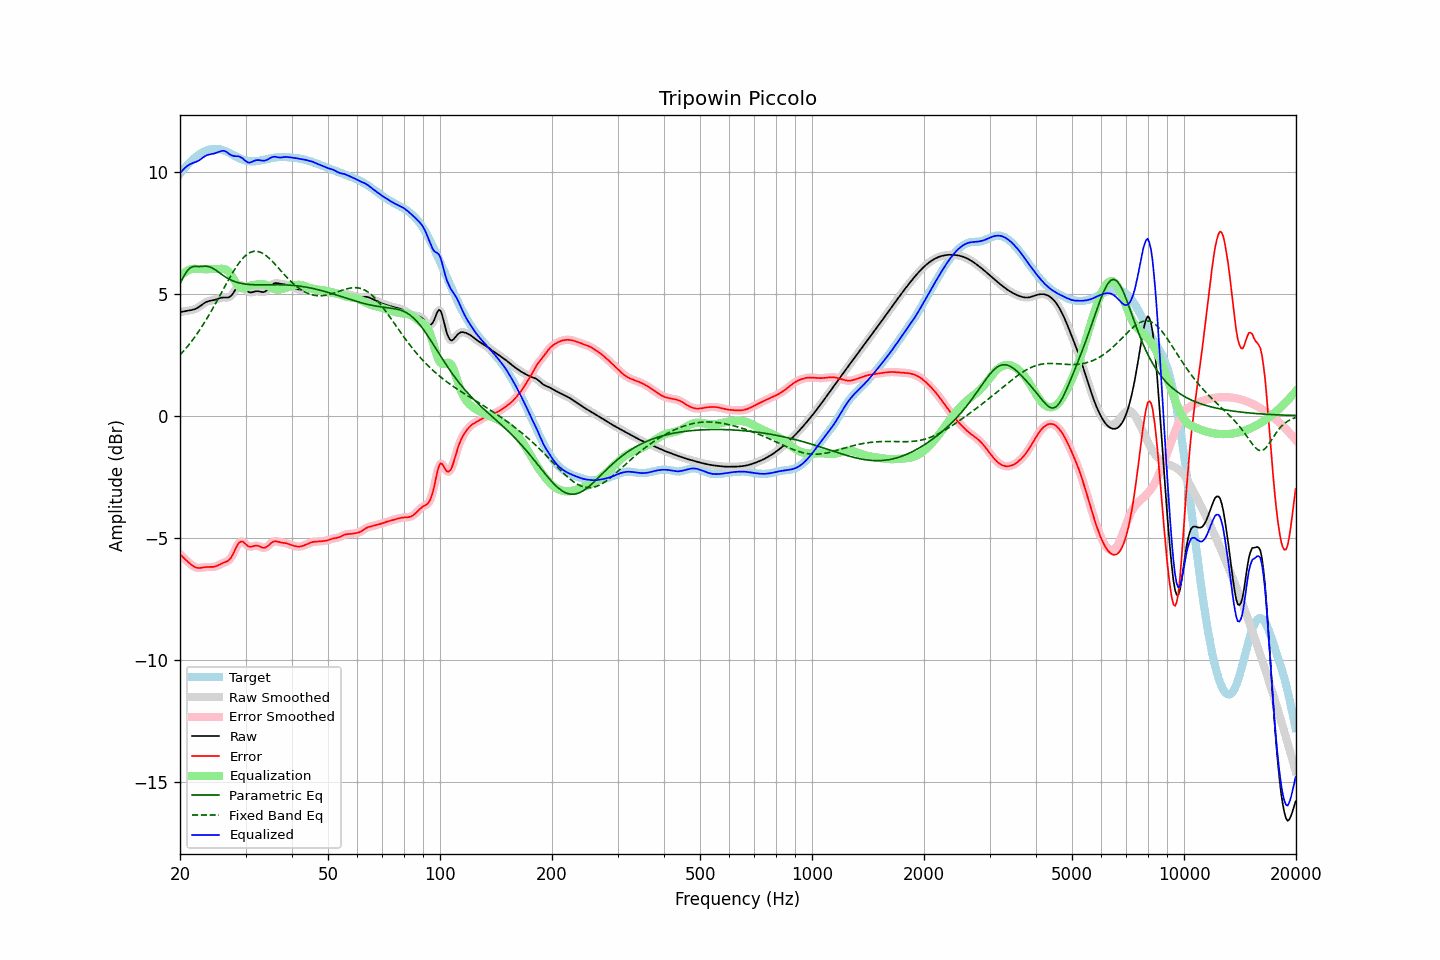 Tripowin Piccolo
Amplitude (dBr)
10
5
0
−5
−10
−15
Target
Raw Smoothed
Error Smoothed
Raw
Error
Equalization
Parametric Eq
Fixed Band Eq
Equalized
20 50 100 200 500 1000 2000 5000 10000 20000
Frequency (Hz)